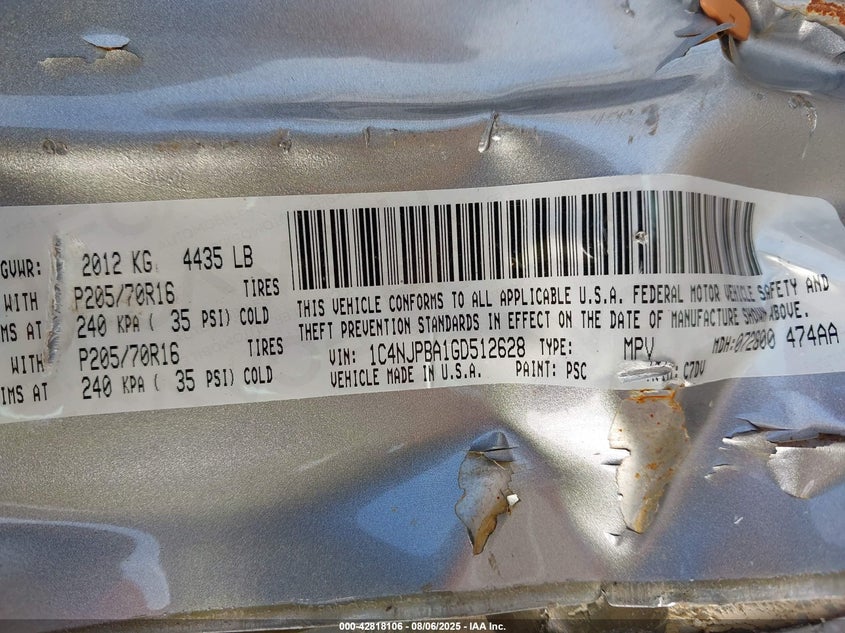 GVWR: 2012 KG 4435 LB
WITH P205/70R16 TIRES
MS AT 240 KPA ( 35 PSI) COLD
WITH P205/70R16 TIRES
IMS AT 240 KPA ( 35 PSI) COLD
THIS VEHICLE CONFORMS TO ALL APPLICABLE U.S.A. FEDERAL MOTOR VEHICLE SAFETY AND
THEFT PREVENTION STANDARDS IN EFFECT ON THE DATE OF MANUFACTURE SHOWN ABOVE.
VIN: 1C4NJPBA1GD512628 TYPE: MPV MDH: 072800 474AA
VEHICLE MADE IN U.S.A. PAINT: PSC C7DV
000-42818106 - 08/06/2025 - IAA Inc.